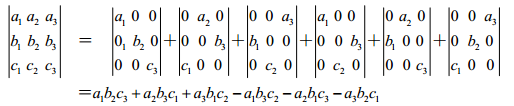 |a₁ a₂ a₃| |a₁ 0 0| |0 a₂ 0| |0 0 a₃| |a₁ 0 0| |0 a₂ 0| |0 0 a₃|
|b₁ b₂ b₃| = |0 b₂ 0|+|0 0 b₃|+|b₁ 0 0|+|0 0 b₃|+|b₁ 0 0|+|0 b₂ 0|
|c₁ c₂ c₃| |0 0 c₃| |c₁ 0 0| |0 c₂ 0| |0 c₂ 0| |0 0 c₃| |c₁ 0 0|
=a₁b₂c₃ +a₂b₃c₁ +a₃b₁c₂ −a₁b₃c₂ −a₂b₁c₃ −a₃b₂c₁